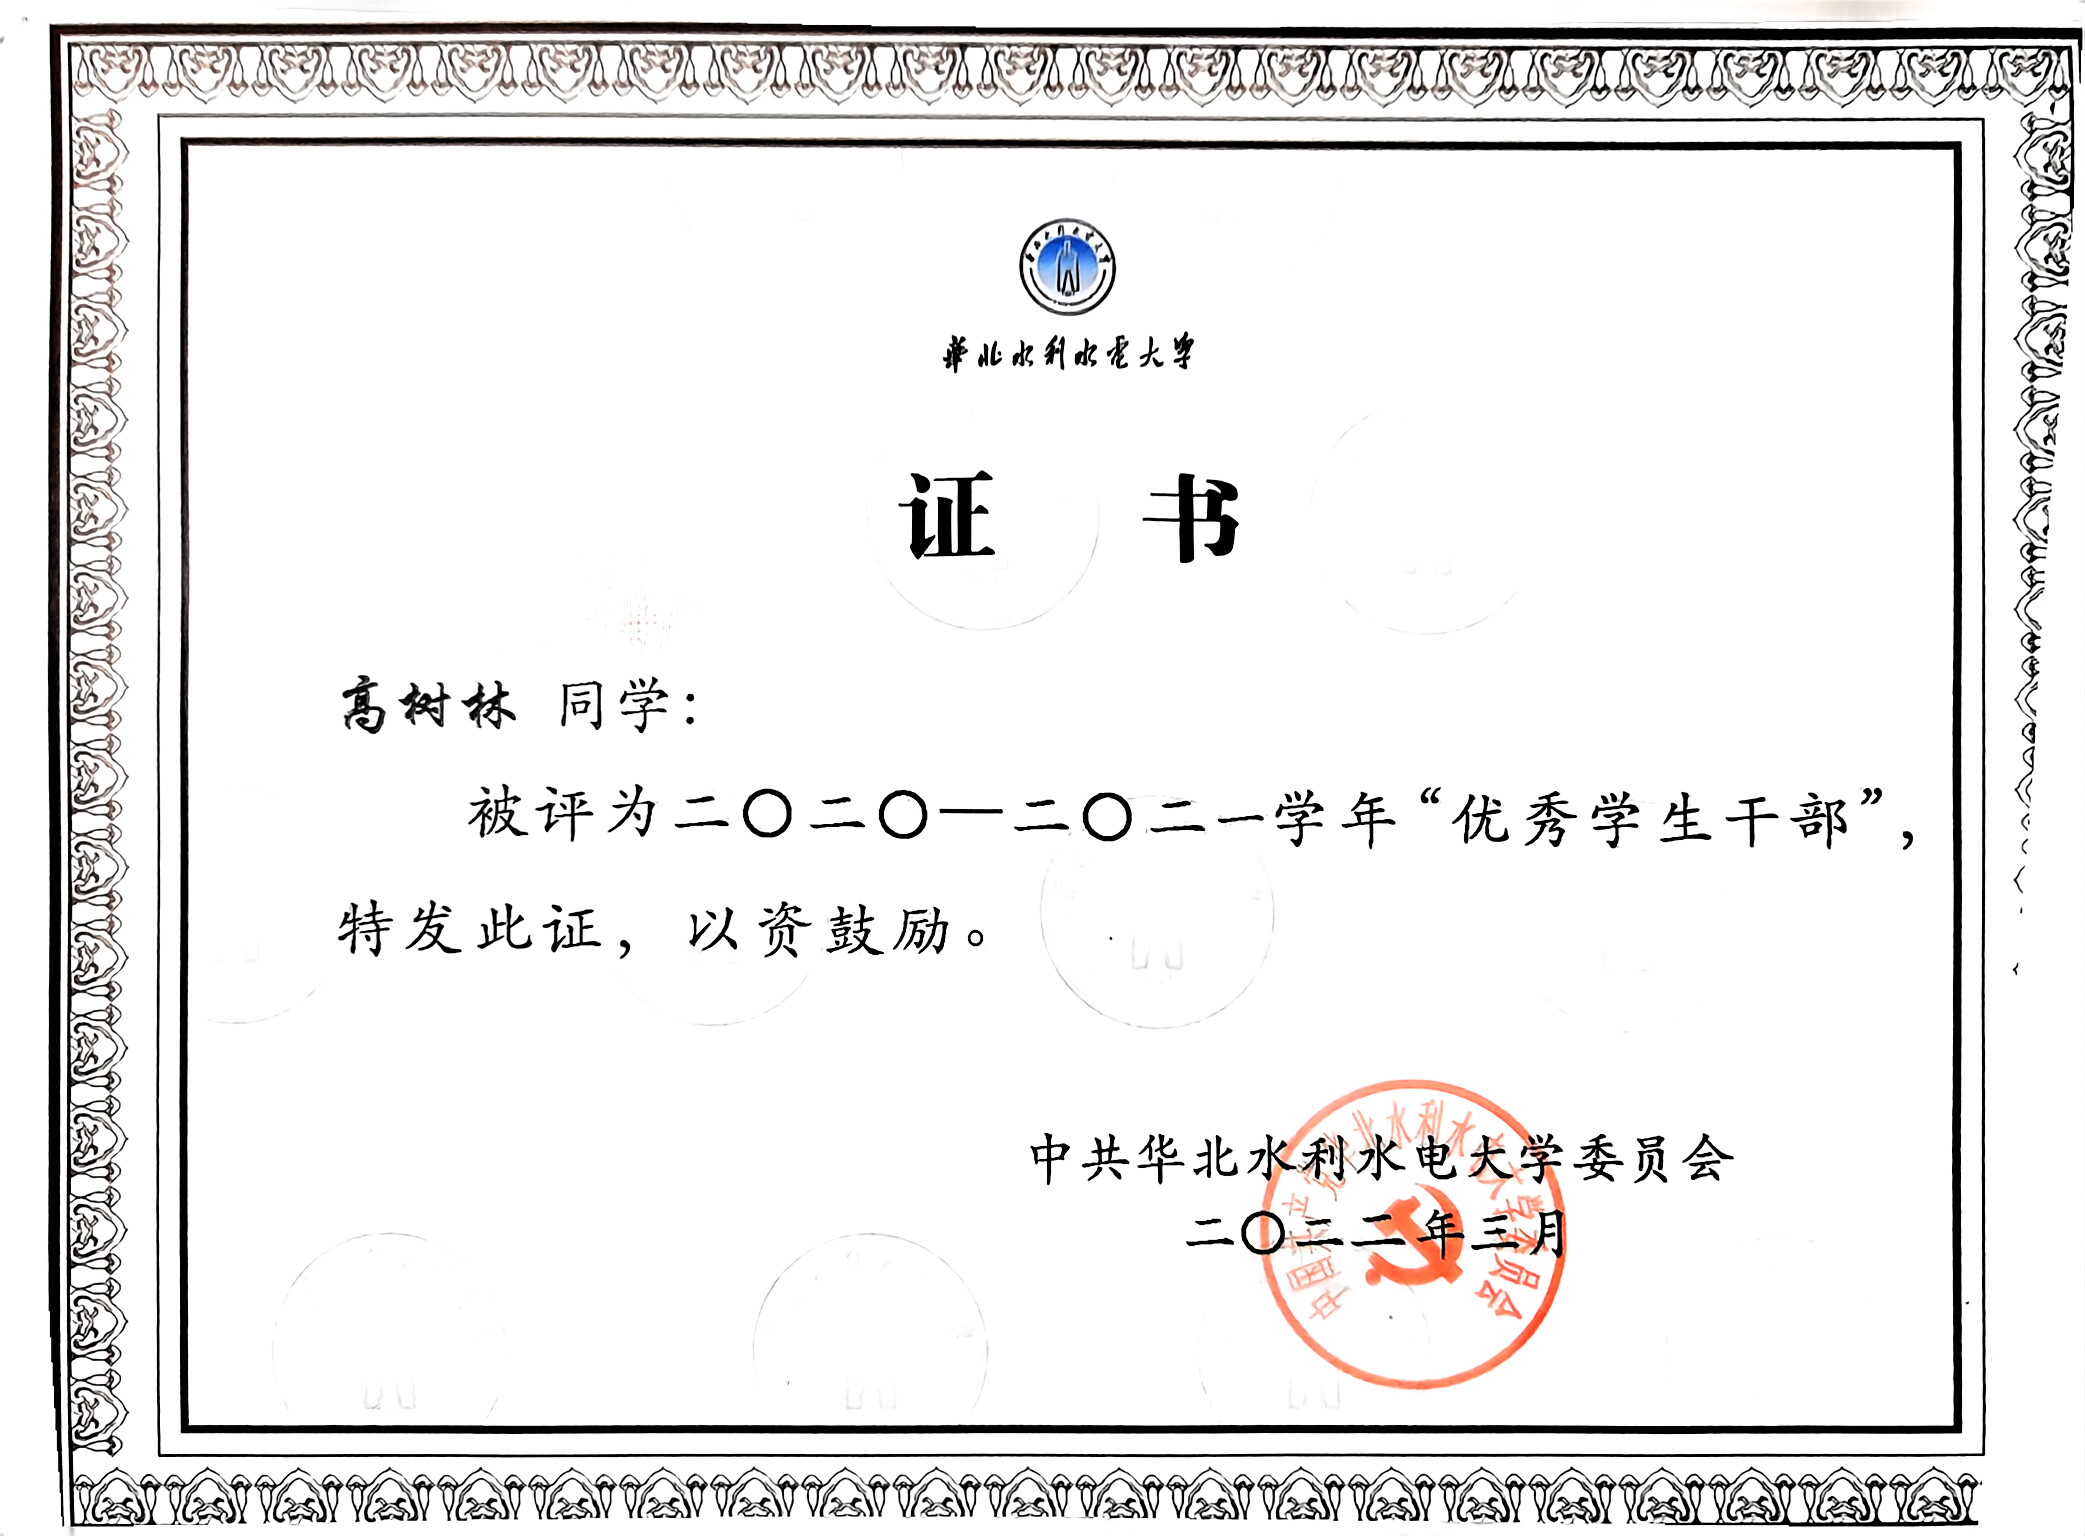 华北水利水电大学
证 书
高树林 同学：
被评为二〇二〇—二〇二一学年“优秀学生干部”，
特发此证，以资鼓励。
中共华北水利水电大学委员会
二〇二二年三月
中国共产党华北水利水电大学委员会